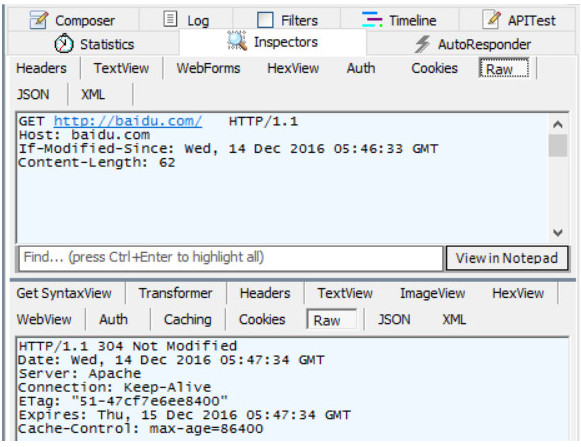 Composer Log Filters Timeline APITest
Statistics Inspectors AutoResponder
Headers TextView WebForms HexView Auth Cookies Raw
JSON XML
GET http://baidu.com/ HTTP/1.1
Host: baidu.com
If-Modified-Since: Wed, 14 Dec 2016 05:46:33 GMT
Content-Length: 62
Find... (press Ctrl+Enter to highlight all) View in Notepad
Get SyntaxView Transformer Headers TextView ImageView HexView
WebView Auth Caching Cookies Raw JSON XML
HTTP/1.1 304 Not Modified
Date: Wed, 14 Dec 2016 05:47:34 GMT
Server: Apache
Connection: Keep-Alive
ETag: "51-47cf7e6ee8400"
Expires: Thu, 15 Dec 2016 05:47:34 GMT
Cache-Control: max-age=86400